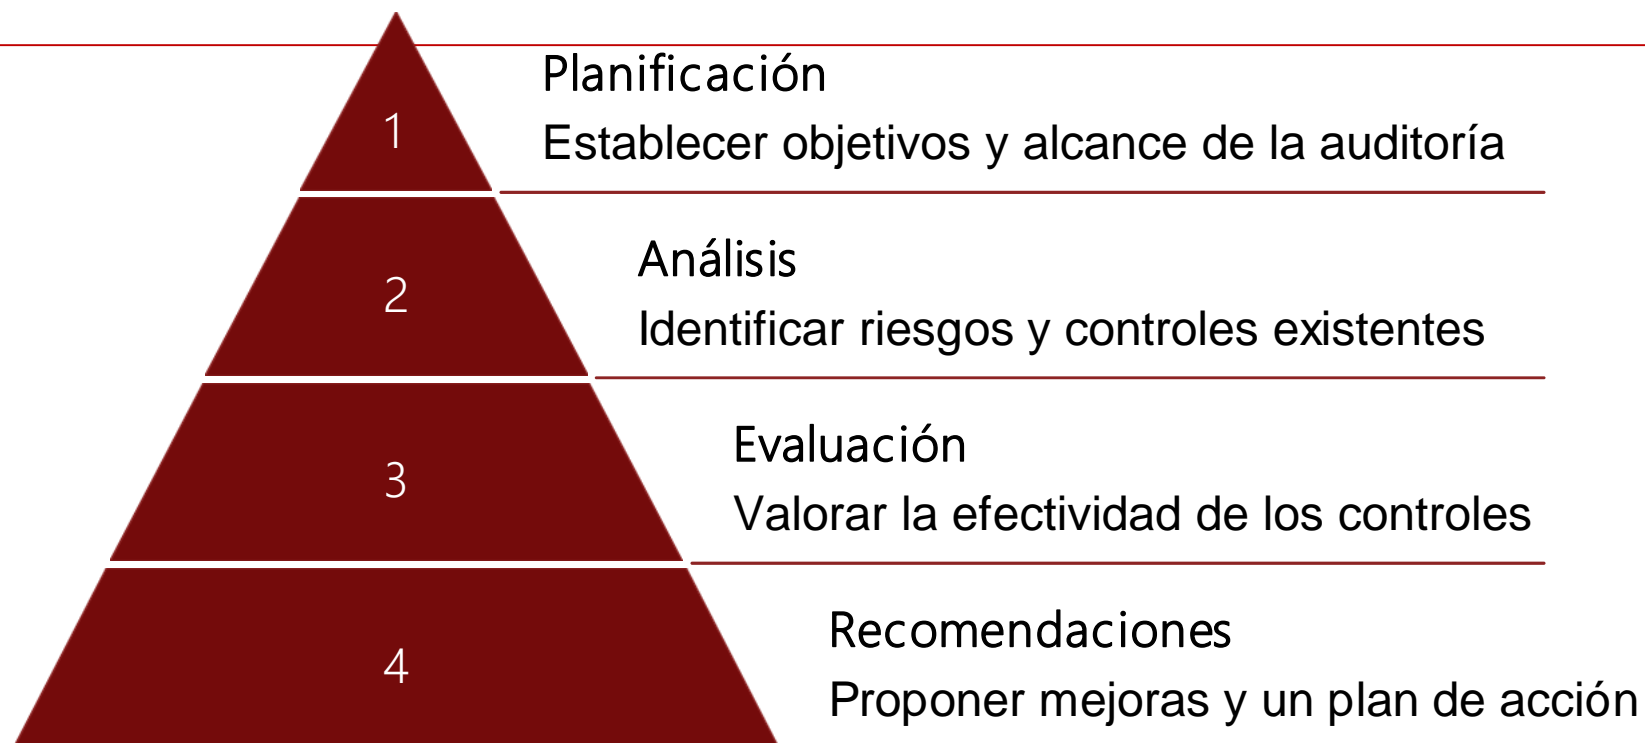 1
Planificación
Establecer objetivos y alcance de la auditoría
2
Análisis
Identificar riesgos y controles existentes
3
Evaluación
Valorar la efectividad de los controles
4
Recomendaciones
Proponer mejoras y un plan de acción